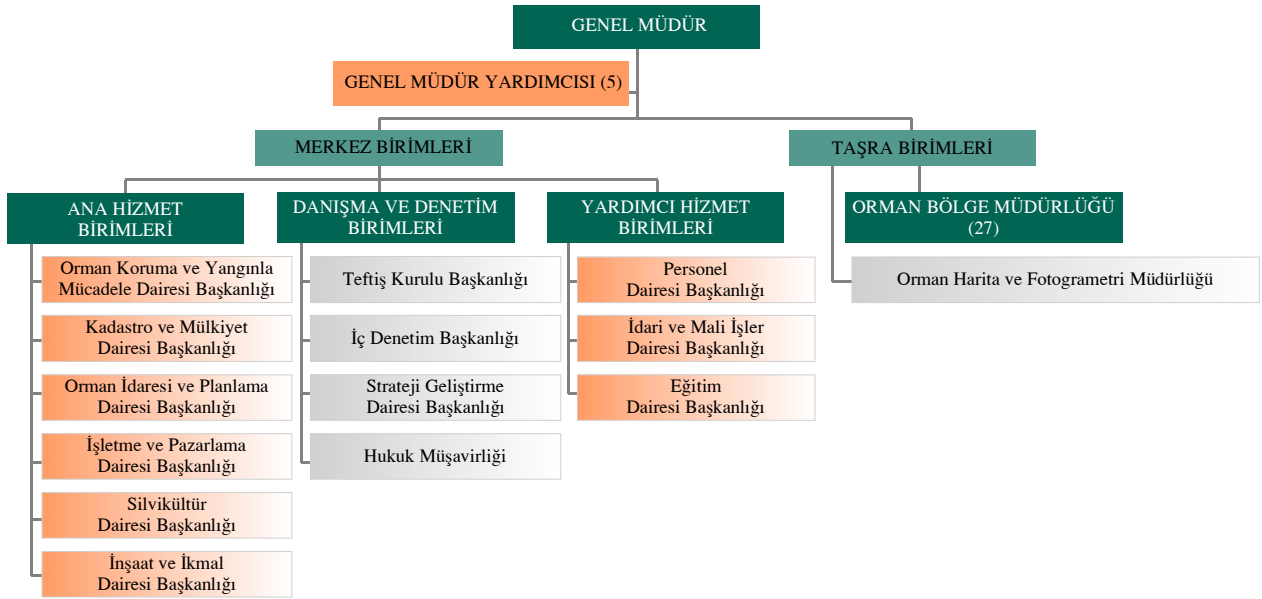 GENEL MÜDÜR
GENEL MÜDÜR YARDIMCISI (5)
MERKEZ BİRİMLERİ
TAŞRA BİRİMLERİ
ANA HİZMET
BİRİMLERİ
Orman Koruma ve Yangınla
Mücadele Dairesi Başkanlığı
Kadastro ve Mülkiyet
Dairesi Başkanlığı
Orman İdaresi ve Planlama
Dairesi Başkanlığı
İşletme ve Pazarlama
Dairesi Başkanlığı
Silvikültür
Dairesi Başkanlığı
İnşaat ve İkmal
Dairesi Başkanlığı
DANIŞMA VE DENETİM
BİRİMLERİ
Teftiş Kurulu Başkanlığı
İç Denetim Başkanlığı
Strateji Geliştirme
Dairesi Başkanlığı
Hukuk Müşavirliği
YARDIMCI HİZMET
BİRİMLERİ
Personel
Dairesi Başkanlığı
İdari ve Mali İşler
Dairesi Başkanlığı
Eğitim
Dairesi Başkanlığı
ORMAN BÖLGE MÜDÜRLÜĞÜ
(27)
Orman Harita ve Fotogrametri Müdürlüğü